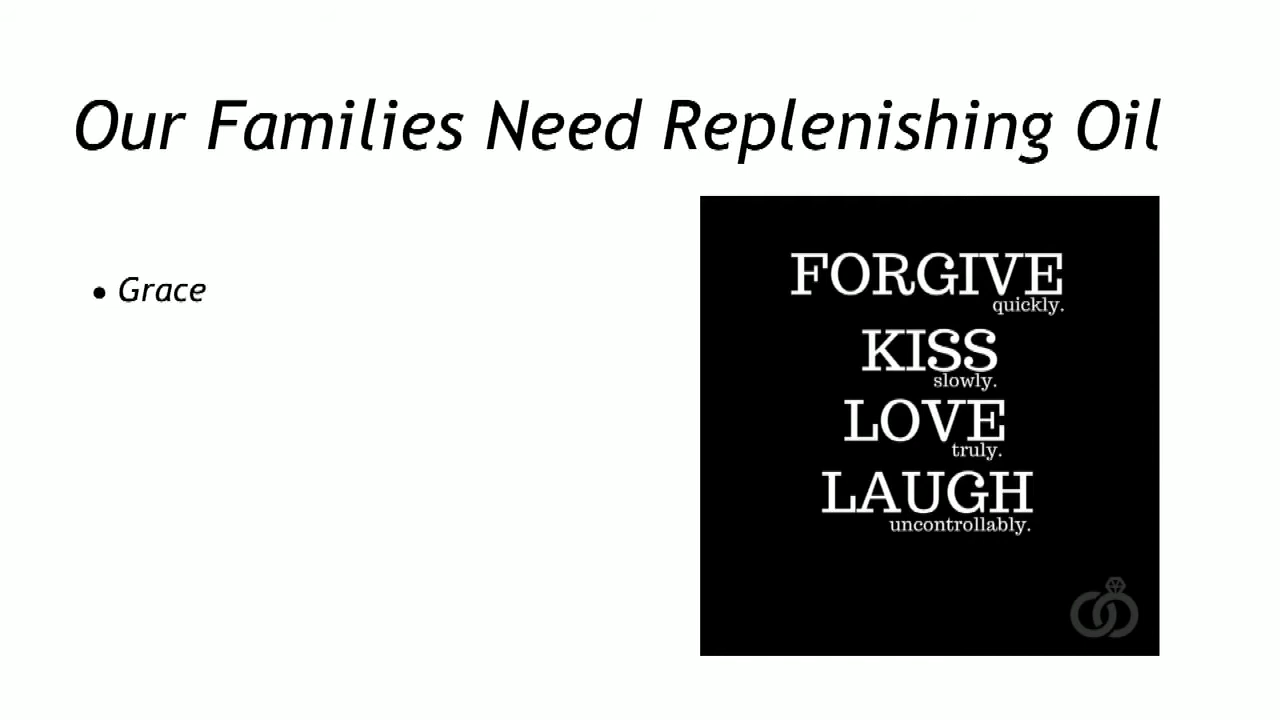 Our Families Need Replenishing Oil
• Grace
FORGIVE
quickly.
KISS
slowly.
LOVE
truly.
LAUGH
uncontrollably.